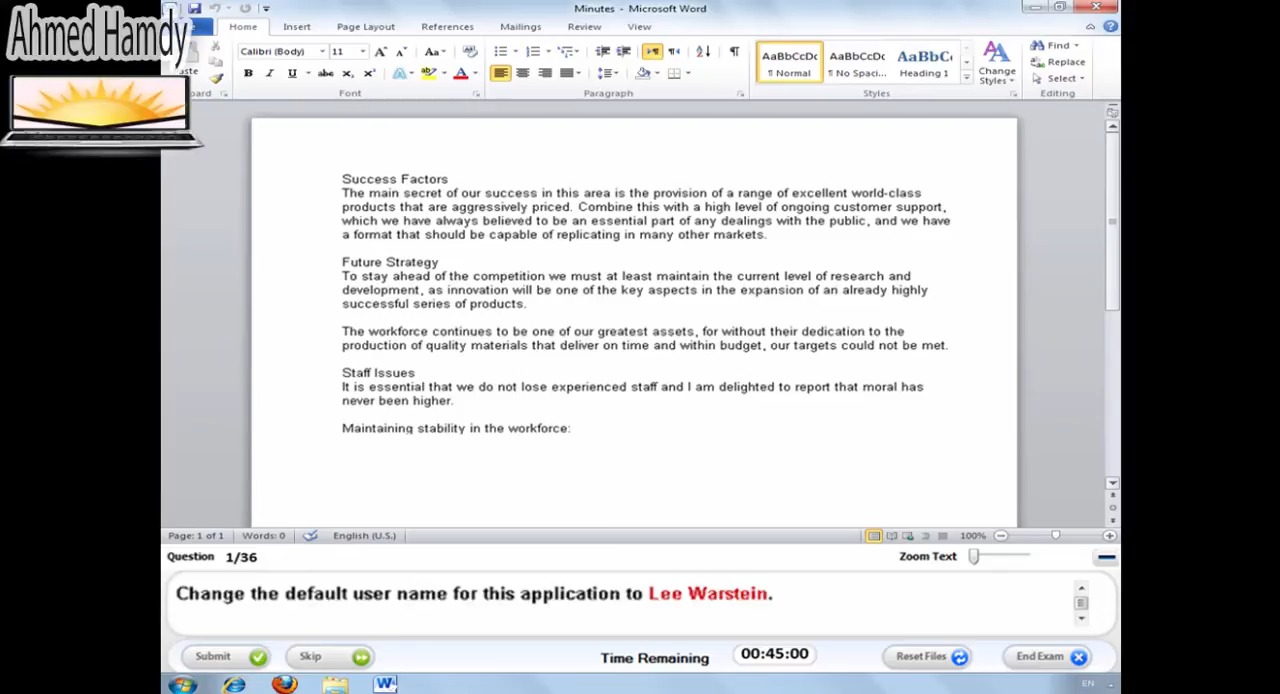 Minutes - Microsoft Word
Ahmed Hamdy
Home Insert Page Layout References Mailings Review View
Calibri (Body) 11 A A Aa
AaBbCcDc AaBbCcDc AaBbC
Find
Replace
Select
B I U abc x₂ x² A ab A
¶ Normal ¶ No Spaci... Heading 1
Change Styles
Font Paragraph Styles Editing
Success Factors
The main secret of our success in this area is the provision of a range of excellent world-class
products that are aggressively priced. Combine this with a high level of ongoing customer support,
which we have always believed to be an essential part of any dealings with the public, and we have
a format that should be capable of replicating in many other markets.
Future Strategy
To stay ahead of the competition we must at least maintain the current level of research and
development, as innovation will be one of the key aspects in the expansion of an already highly
successful series of products.
The workforce continues to be one of our greatest assets, for without their dedication to the
production of quality materials that deliver on time and within budget, our targets could not be met.
Staff Issues
It is essential that we do not lose experienced staff and I am delighted to report that moral has
never been higher.
Maintaining stability in the workforce:
Page: 1 of 1 Words: 0 English (U.S.) 100%
Question 1/36 Zoom Text
Change the default user name for this application to Lee Warstein.
Submit Skip Time Remaining 00:45:00 Reset Files End Exam
EN